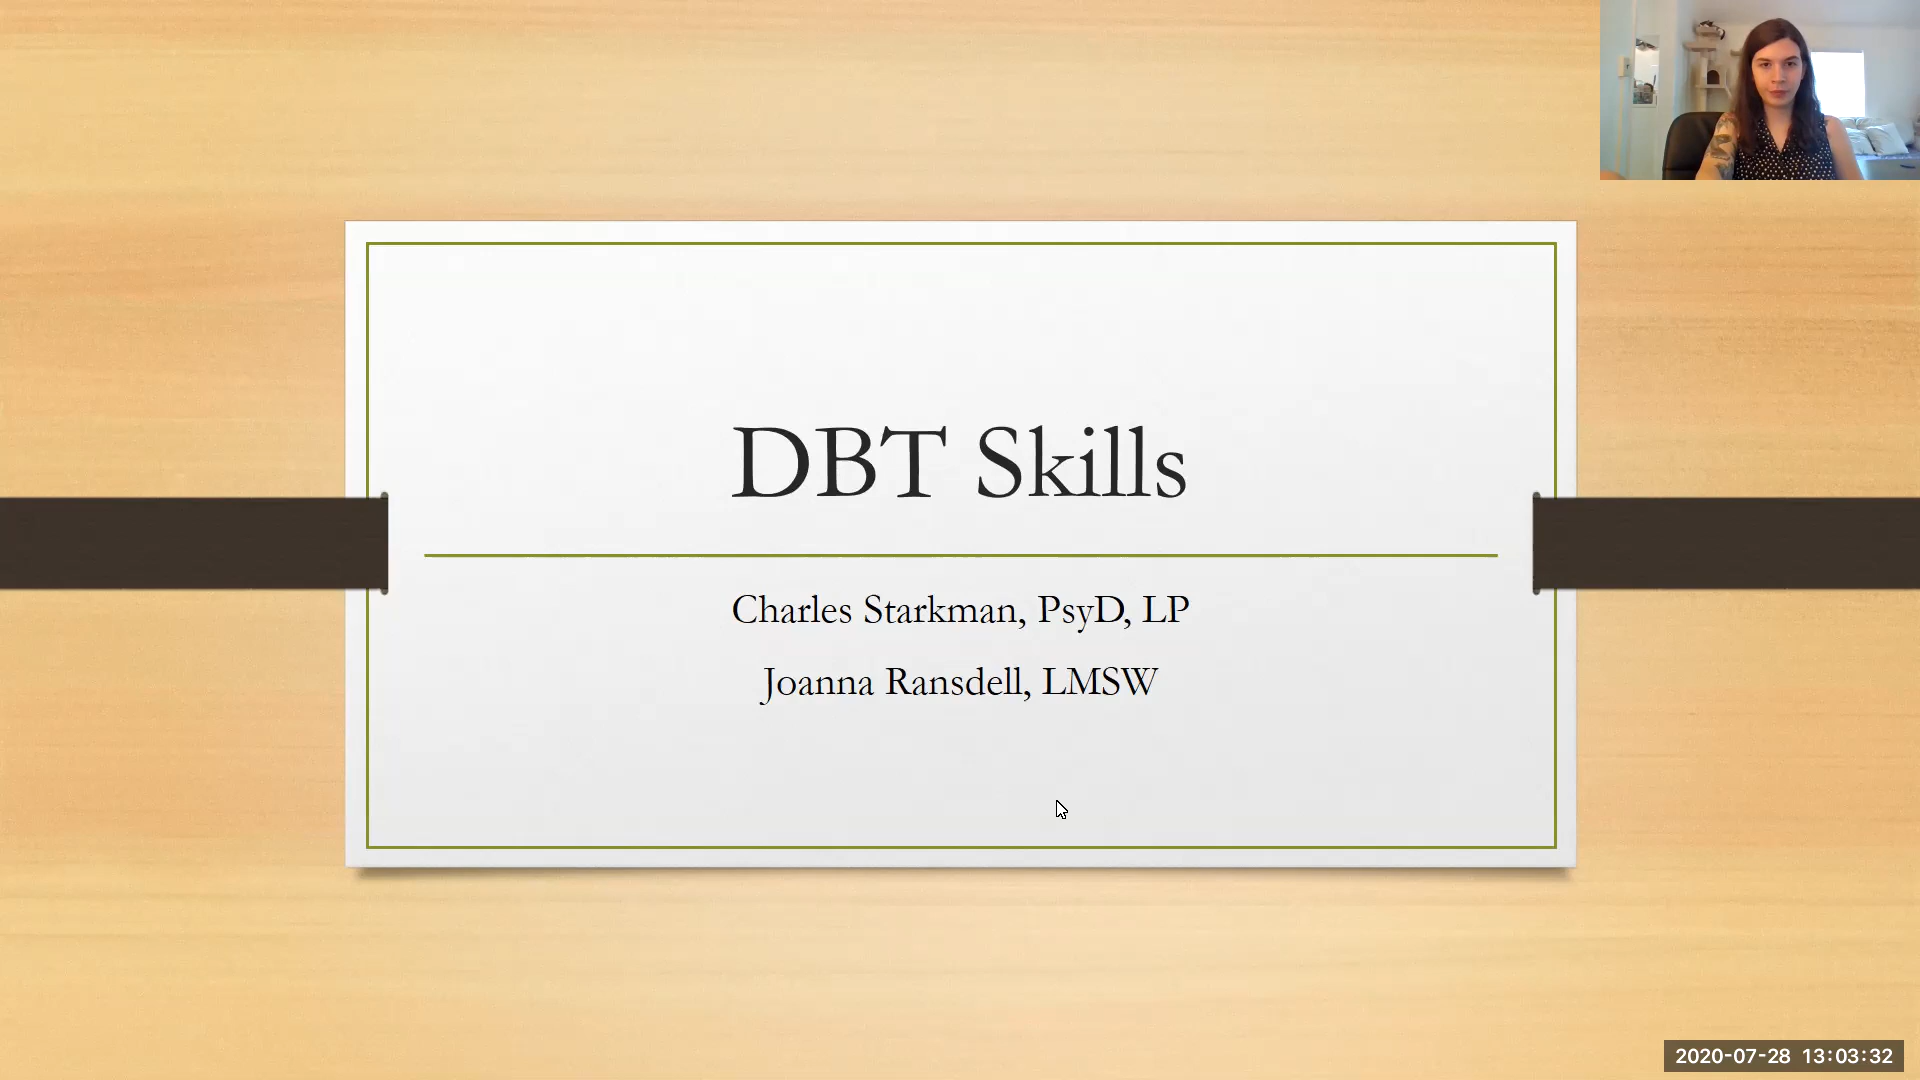 DBT Skills
Charles Starkman, PsyD, LP
Joanna Ransdell, LMSW
2020-07-28 13:03:32